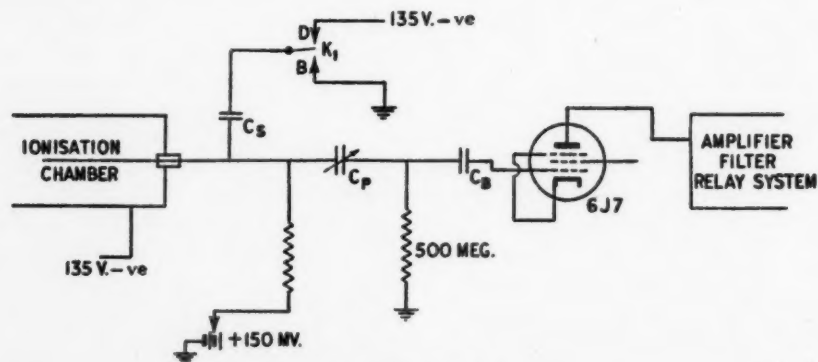 135 V. -ve
D
K1
B
CS
IONISATION
CHAMBER
CP
CB
6J7
AMPLIFIER
FILTER
RELAY SYSTEM
500 MEG.
135 V. -ve
+150 MV.